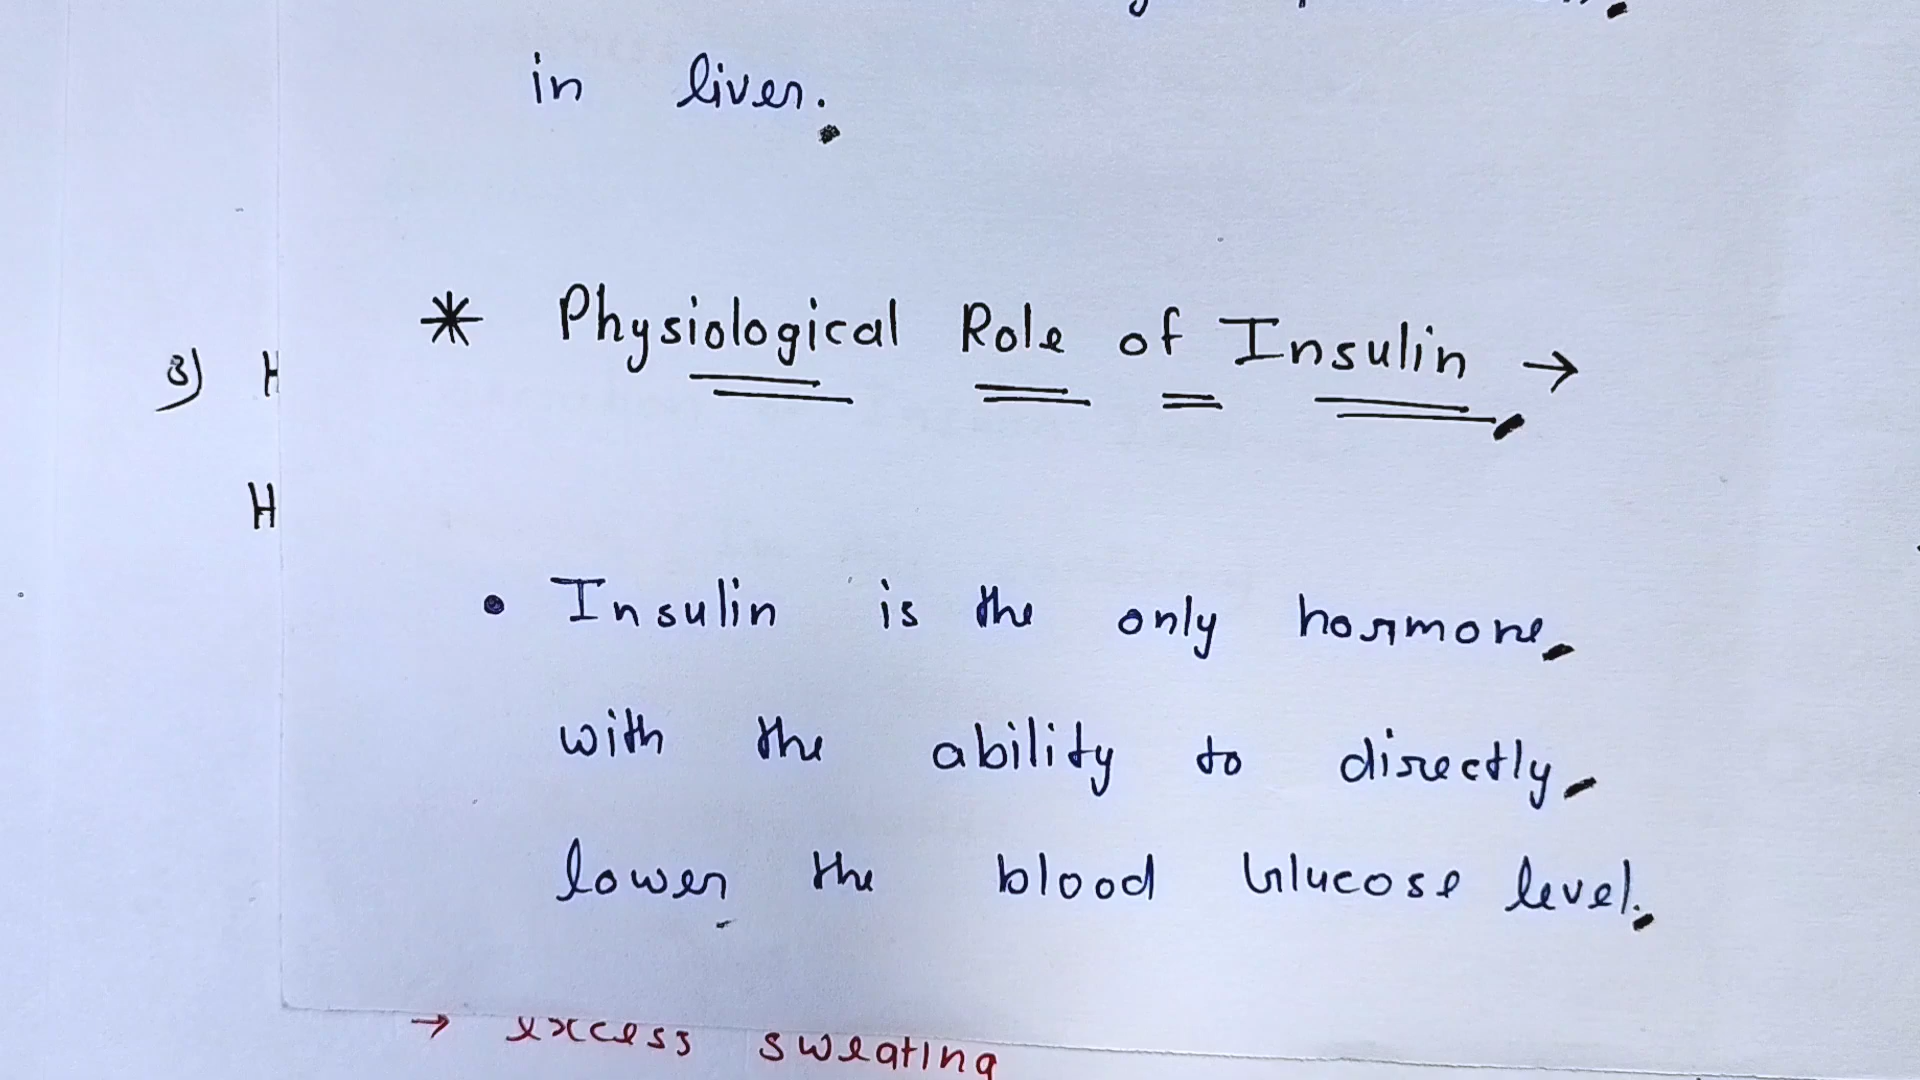 in liver.
* Physiological Role of Insulin →
3) H
H
• Insulin is the only hormone
with the ability to directly
lower the blood Glucose level.
→ excess sweating